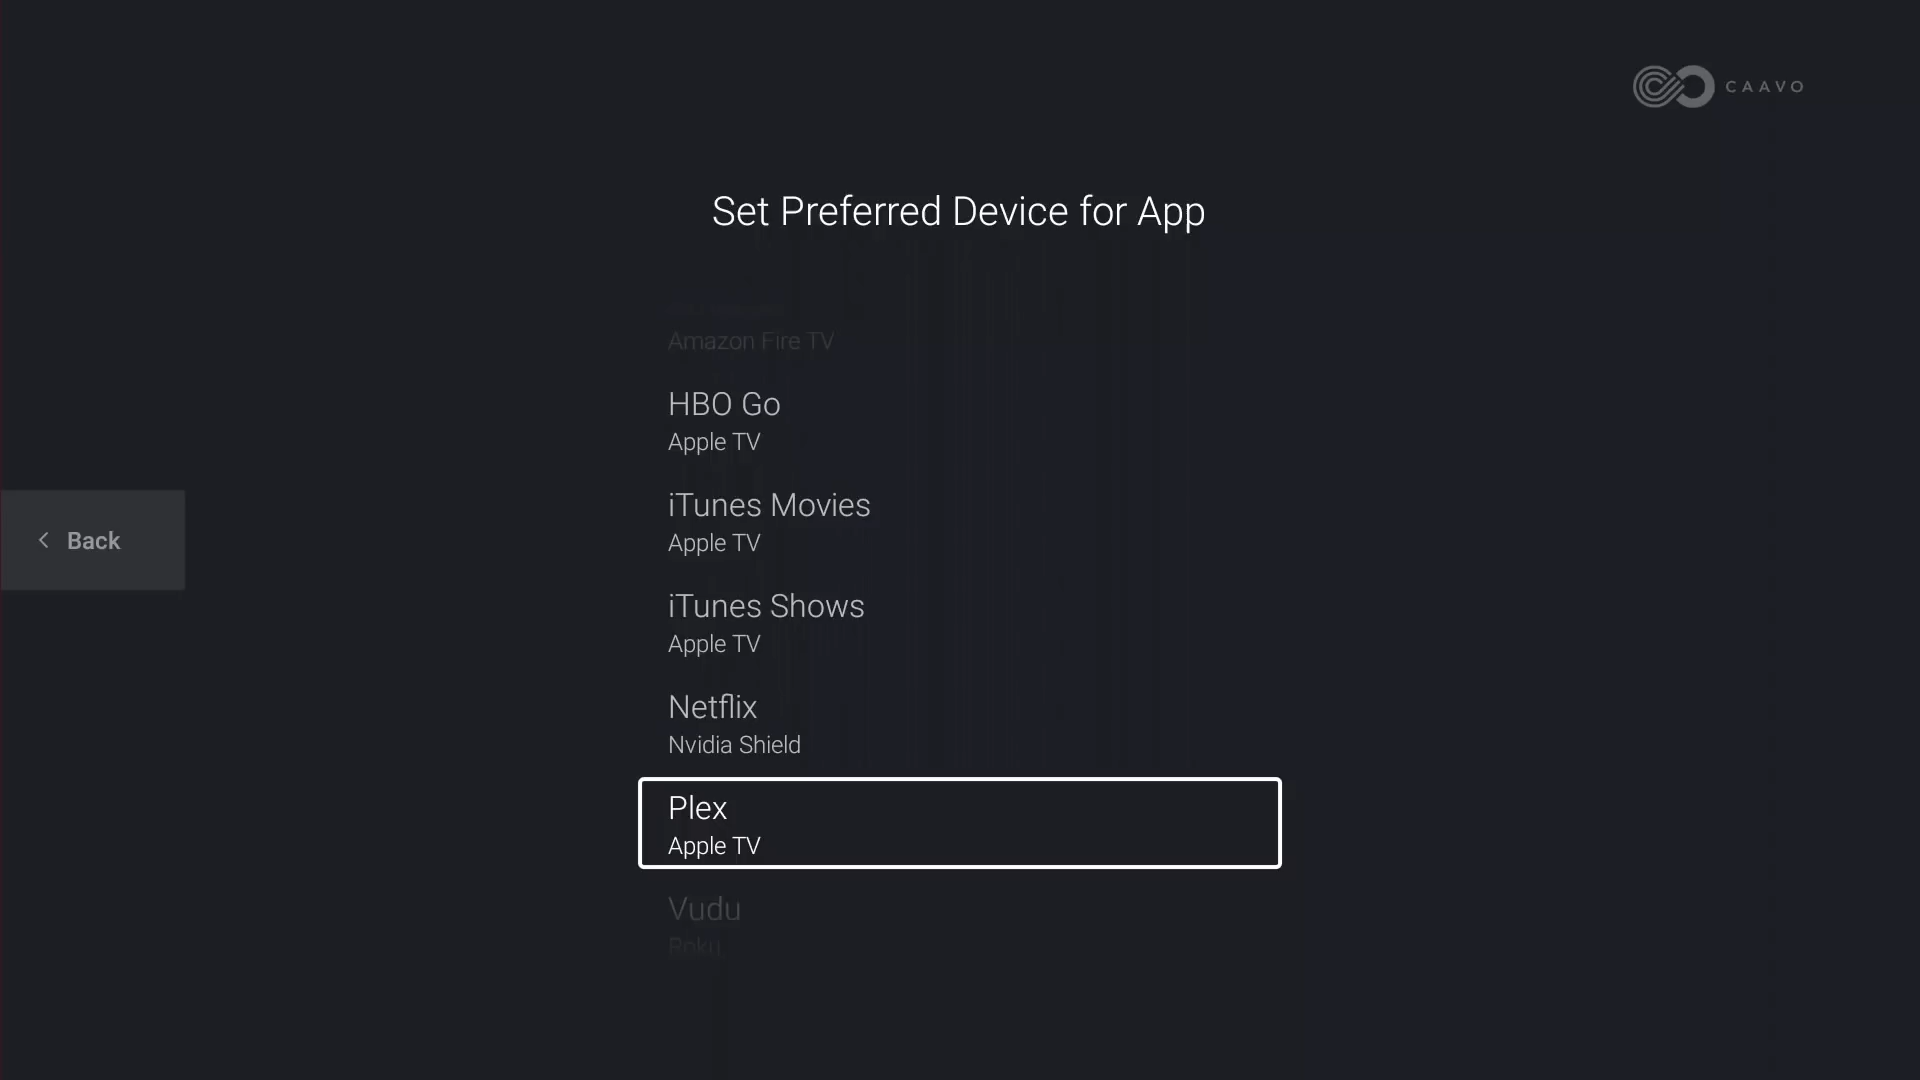 CAAVO
Set Preferred Device for App
Amazon Fire TV
HBO Go
Apple TV
iTunes Movies
Apple TV
< Back
iTunes Shows
Apple TV
Netflix
Nvidia Shield
Plex
Apple TV
Vudu
Roku